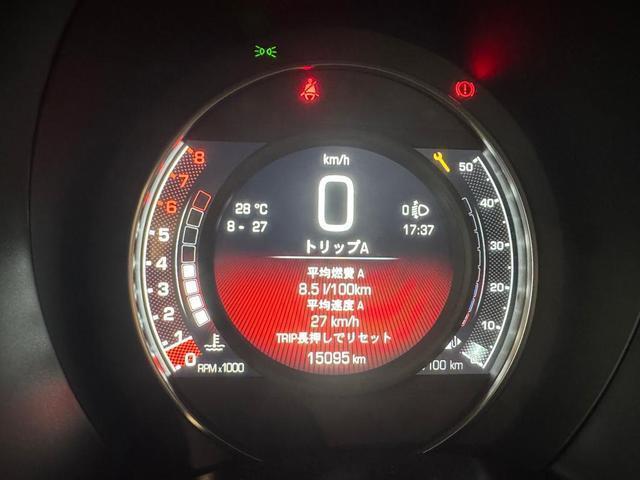 km/h
8
7
6
5
4
3
2
1
0
RPM x1000
28 °C
8 - 27
0
0
17:37
トリップA
平均燃費 A
8.5 l/100km
平均速度 A
27 km/h
TRIP長押しでリセット
15095 km
50
40
30
20
10
/100 km